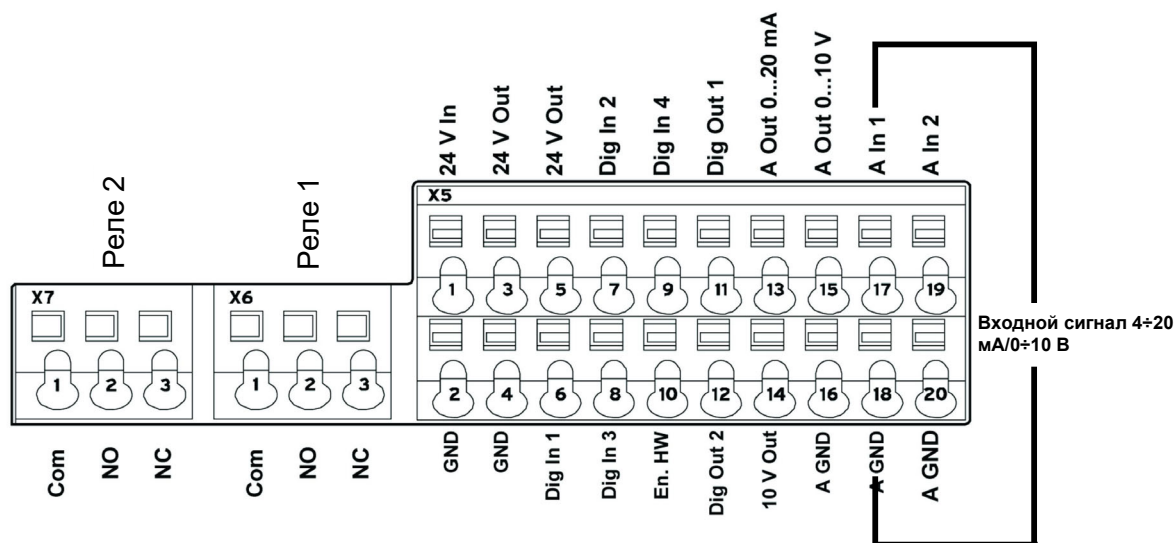 24 V In
24 V Out
24 V Out
Dig In 2
Dig In 4
Dig Out 1
A Out 0...20 mA
A Out 0...10 V
A In 1
A In 2
Реле 2
Реле 1
X5
1 3 5 7 9 11 13 15 17 19
X7
X6
Входной сигнал 4÷20
мА/0÷10 В
1 2 3
1 2 3
2 4 6 8 10 12 14 16 18 20
Com
NO
NC
Com
NO
NC
GND
GND
Dig In 1
Dig In 3
En. HW
Dig Out 2
10 V Out
A GND
A GND
A GND